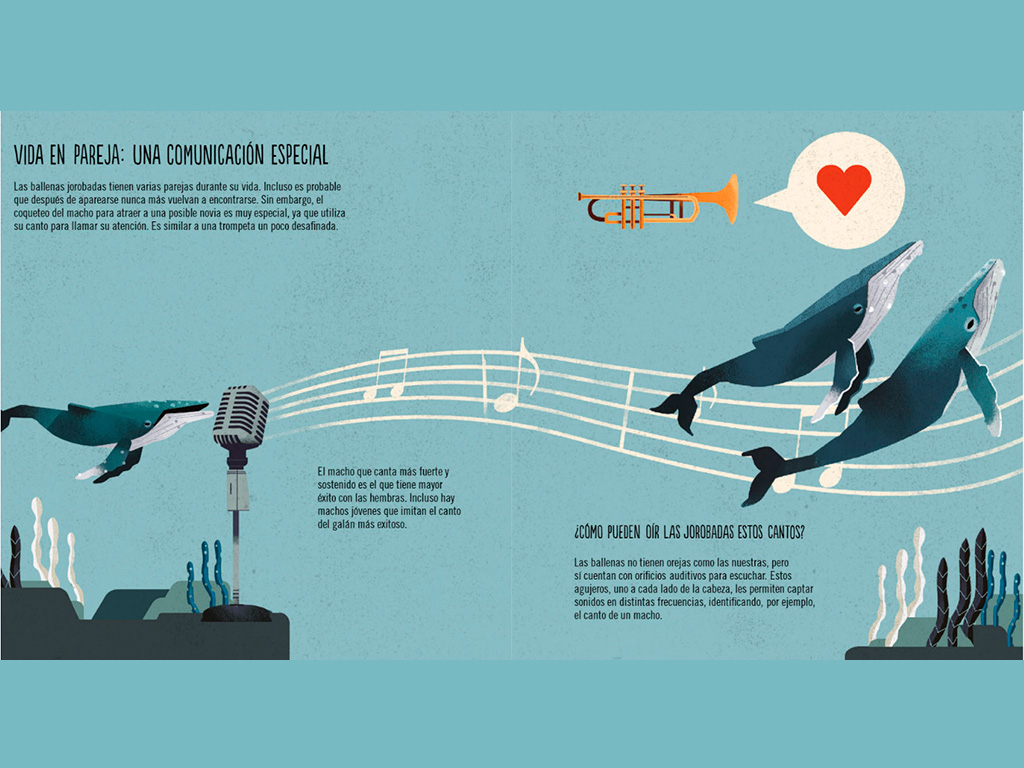 VIDA EN PAREJA: UNA COMUNICACIÓN ESPECIAL
Las ballenas jorobadas tienen varias parejas durante su vida. Incluso es probable
que después de aparearse nunca más vuelvan a encontrarse. Sin embargo, el
coqueteo del macho para atraer a una posible novia es muy especial, ya que utiliza
su canto para llamar su atención. Es similar a una trompeta un poco desafinada.
El macho que canta más fuerte y
sostenido es el que tiene mayor
éxito con las hembras. Incluso hay
machos jóvenes que imitan el canto
del galán más exitoso.
¿CÓMO PUEDEN OÍR LAS JOROBADAS ESTOS CANTOS?
Las ballenas no tienen orejas como las nuestras, pero
sí cuentan con orificios auditivos para escuchar. Estos
agujeros, uno a cada lado de la cabeza, les permiten captar
sonidos en distintas frecuencias, identificando, por ejemplo,
el canto de un macho.